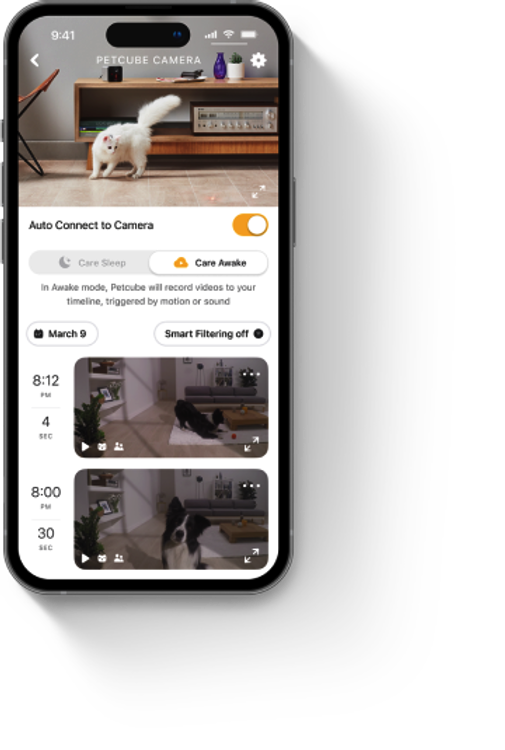 9:41
PETCUBE CAMERA
Auto Connect to Camera
Care Sleep
Care Awake
In Awake mode, Petcube will record videos to your
timeline, triggered by motion or sound
March 9
Smart Filtering off
8:12
PM
4
SEC
8:00
PM
30
SEC